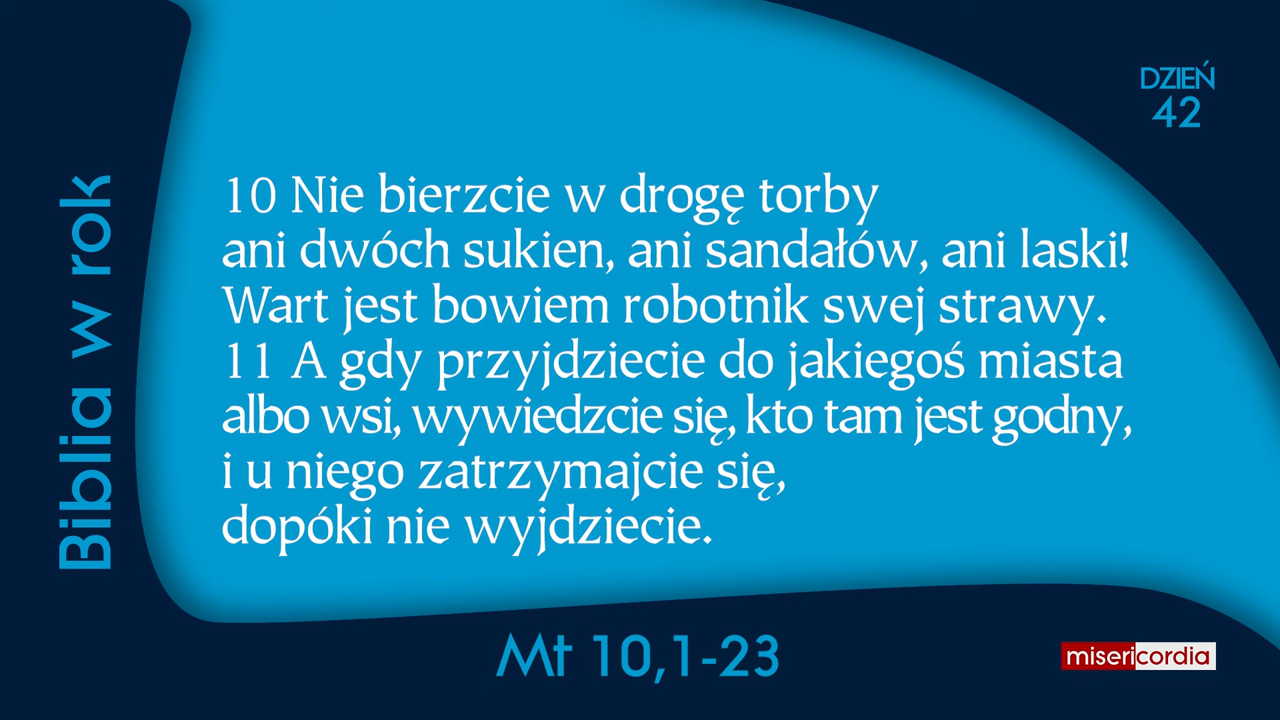 DZIEŃ
42
Biblia w rok
10 Nie bierzcie w drogę torby
ani dwóch sukien, ani sandałów, ani laski!
Wart jest bowiem robotnik swej strawy.
11 A gdy przyjdziecie do jakiegoś miasta
albo wsi, wywiedzcie się, kto tam jest godny,
i u niego zatrzymajcie się,
dopóki nie wyjdziecie.
Mt 10,1-23
misericordia